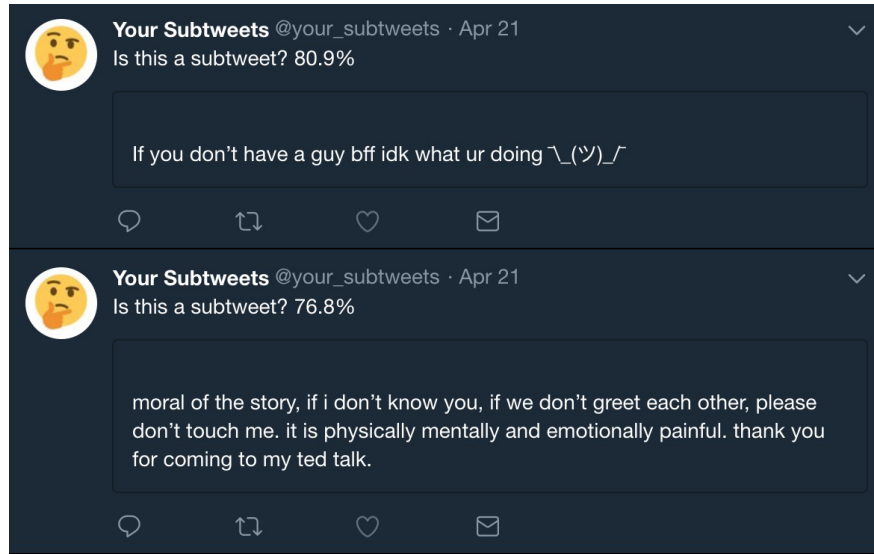 Your Subtweets @your_subtweets · Apr 21
Is this a subtweet? 80.9%
If you don’t have a guy bff idk what ur doing ¯\_(ツ)_/¯
Your Subtweets @your_subtweets · Apr 21
Is this a subtweet? 76.8%
moral of the story, if i don’t know you, if we don’t greet each other, please
don’t touch me. it is physically mentally and emotionally painful. thank you
for coming to my ted talk.